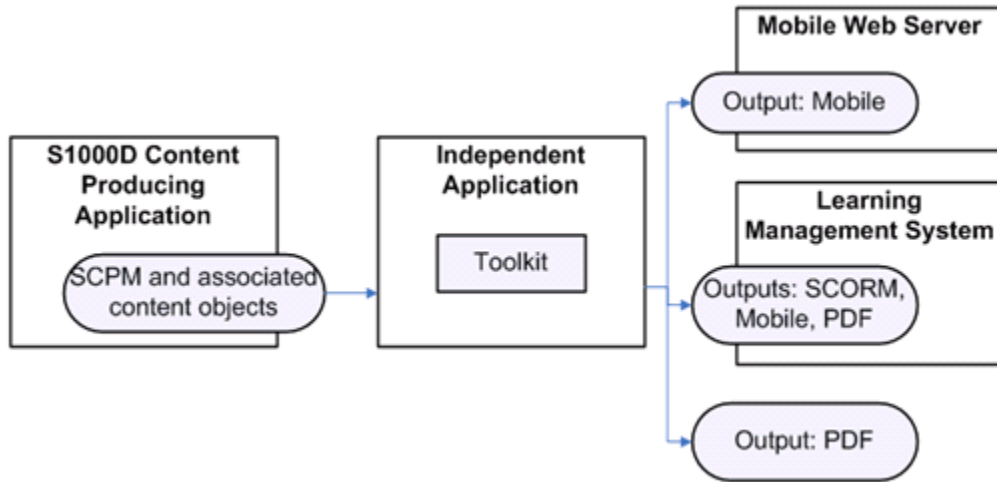 S1000D Content
Producing
Application
SCPM and associated
content objects
Independent
Application
Toolkit
Mobile Web Server
Output: Mobile
Learning
Management System
Outputs: SCORM,
Mobile, PDF
Output: PDF